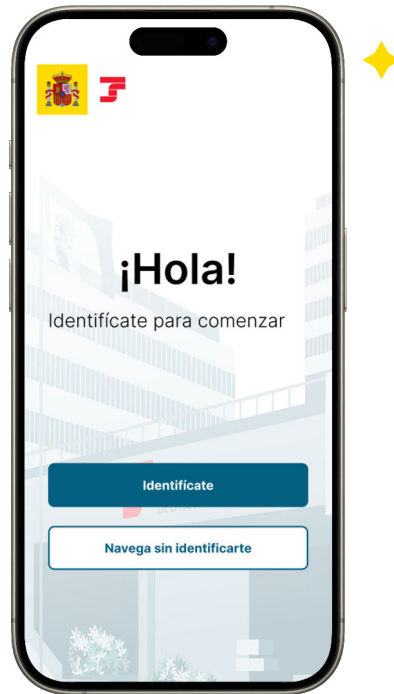 ¡Hola!
Identifícate para comenzar
Identifícate
Navega sin identificarte